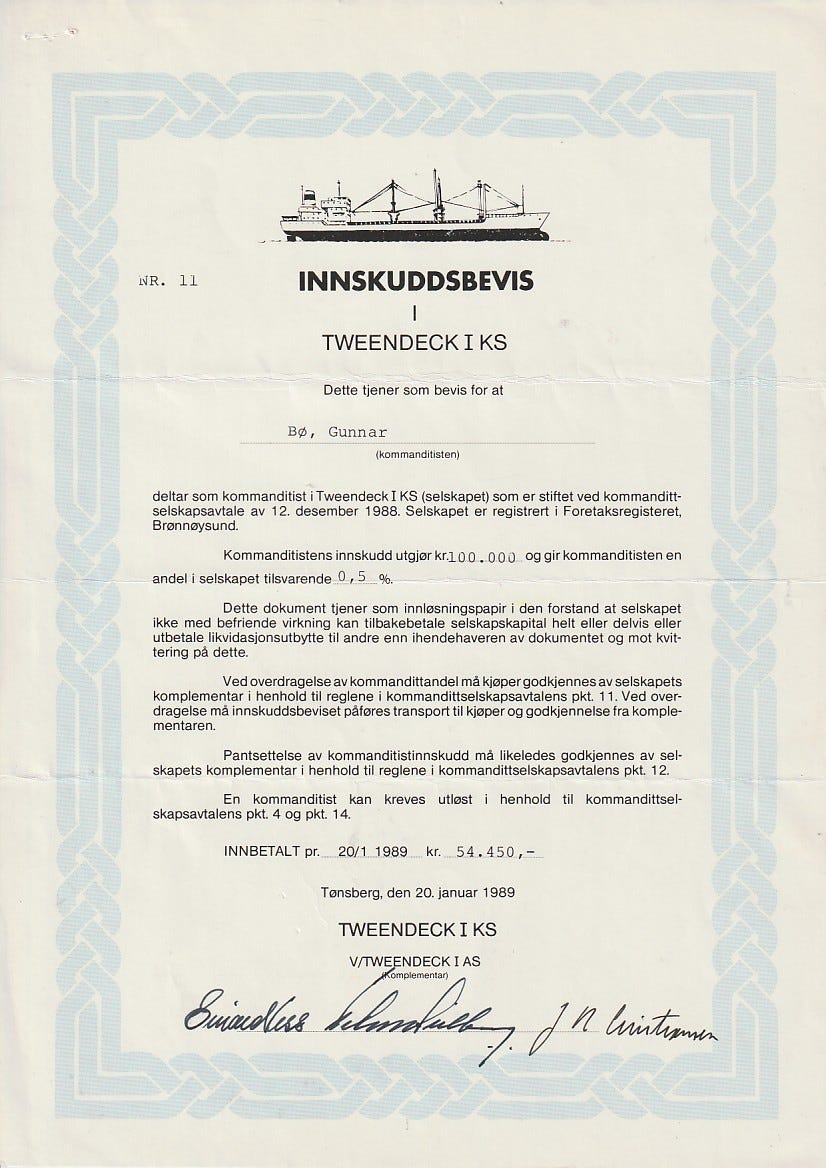 NR. 11
INNSKUDDSBEVIS
I
TWEENDECK I KS
Dette tjener som bevis for at
Bø, Gunnar
(kommanditisten)
deltar som kommanditist i Tweendeck I KS (selskapet) som er stiftet ved kommanditt-
selskapsavtale av 12. desember 1988. Selskapet er registrert i Foretaksregisteret,
Brønnøysund.
Kommanditistens innskudd utgjør kr.100.000 og gir kommanditisten en
andel i selskapet tilsvarende 0,5 %.
Dette dokument tjener som innløsningspapir i den forstand at selskapet
ikke med befriende virkning kan tilbakebetale selskapskapital helt eller delvis eller
utbetale likvidasjonsutbytte til andre enn ihendehaveren av dokumentet og mot kvit-
tering på dette.
Ved overdragelse av kommandittandel må kjøper godkjennes av selskapets
komplementar i henhold til reglene i kommandittselskapsavtalens pkt. 11. Ved over-
dragelse må innskuddsbeviset påføres transport til kjøper og godkjennelse fra komple-
mentaren.
Pantsettelse av kommanditistinnskudd må likeledes godkjennes av sel-
skapets komplementar i henhold til reglene i kommandittselskapsavtalens pkt. 12.
En kommanditist kan kreves utløst i henhold til kommandittsel-
skapsavtalens pkt. 4 og pkt. 14.
INNBETALT pr. 20/1 1989 kr. 54.450,-
Tønsberg, den 20. januar 1989
TWEENDECK I KS
V/TWEENDECK I AS
(Komplementar)
J N Christiansen